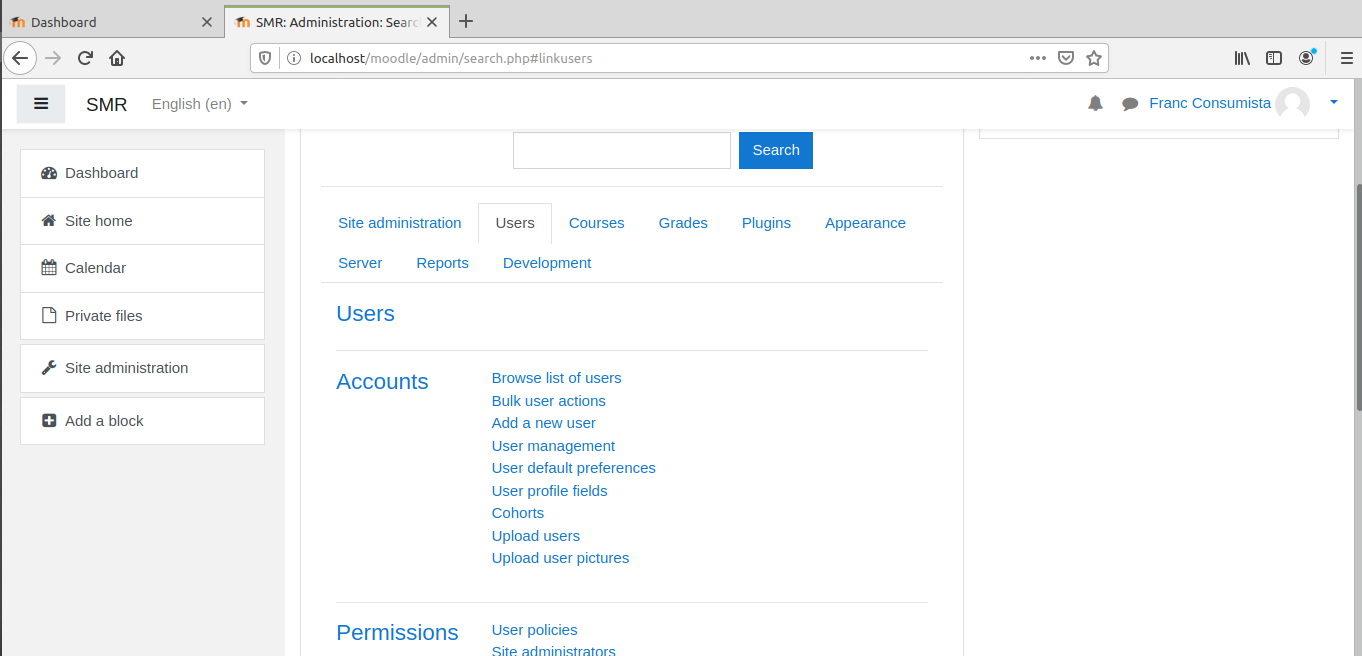 Dashboard
SMR: Administration: Searc
localhost/moodle/admin/search.php#linkusers
SMR English (en) Franc Consumista
Dashboard
Site home
Calendar
Private files
Site administration
Add a block
Search
Site administration Users Courses Grades Plugins Appearance
Server Reports Development
Users
Accounts
Browse list of users
Bulk user actions
Add a new user
User management
User default preferences
User profile fields
Cohorts
Upload users
Upload user pictures
Permissions
User policies
Site administrators